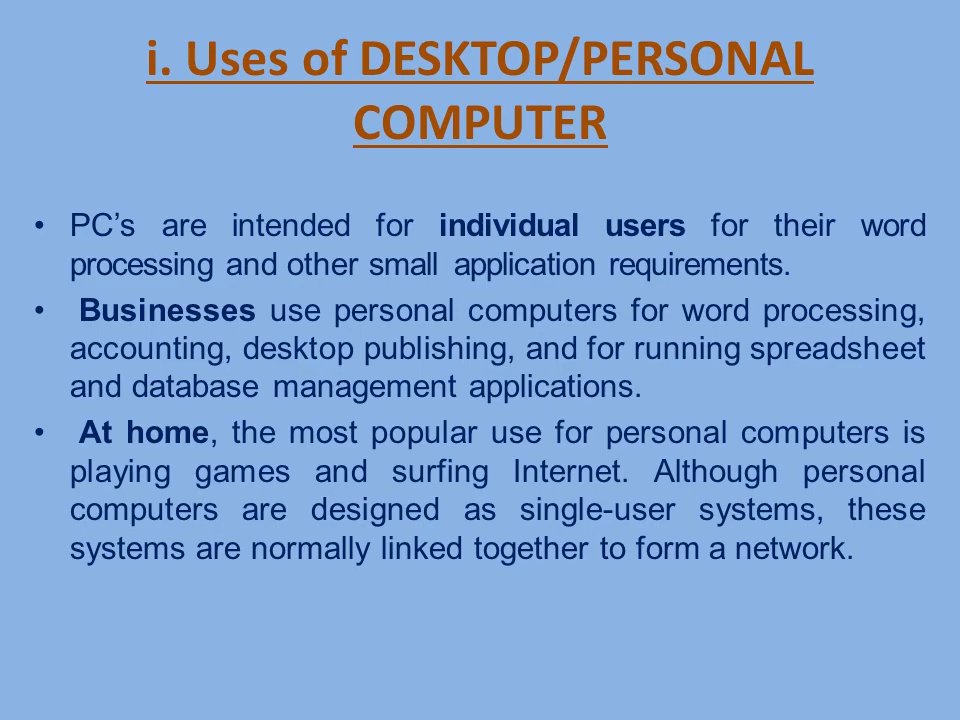 i. Uses of DESKTOP/PERSONAL
COMPUTER
• PC’s are intended for individual users for their word
processing and other small application requirements.
• Businesses use personal computers for word processing,
accounting, desktop publishing, and for running spreadsheet
and database management applications.
• At home, the most popular use for personal computers is
playing games and surfing Internet. Although personal
computers are designed as single-user systems, these
systems are normally linked together to form a network.